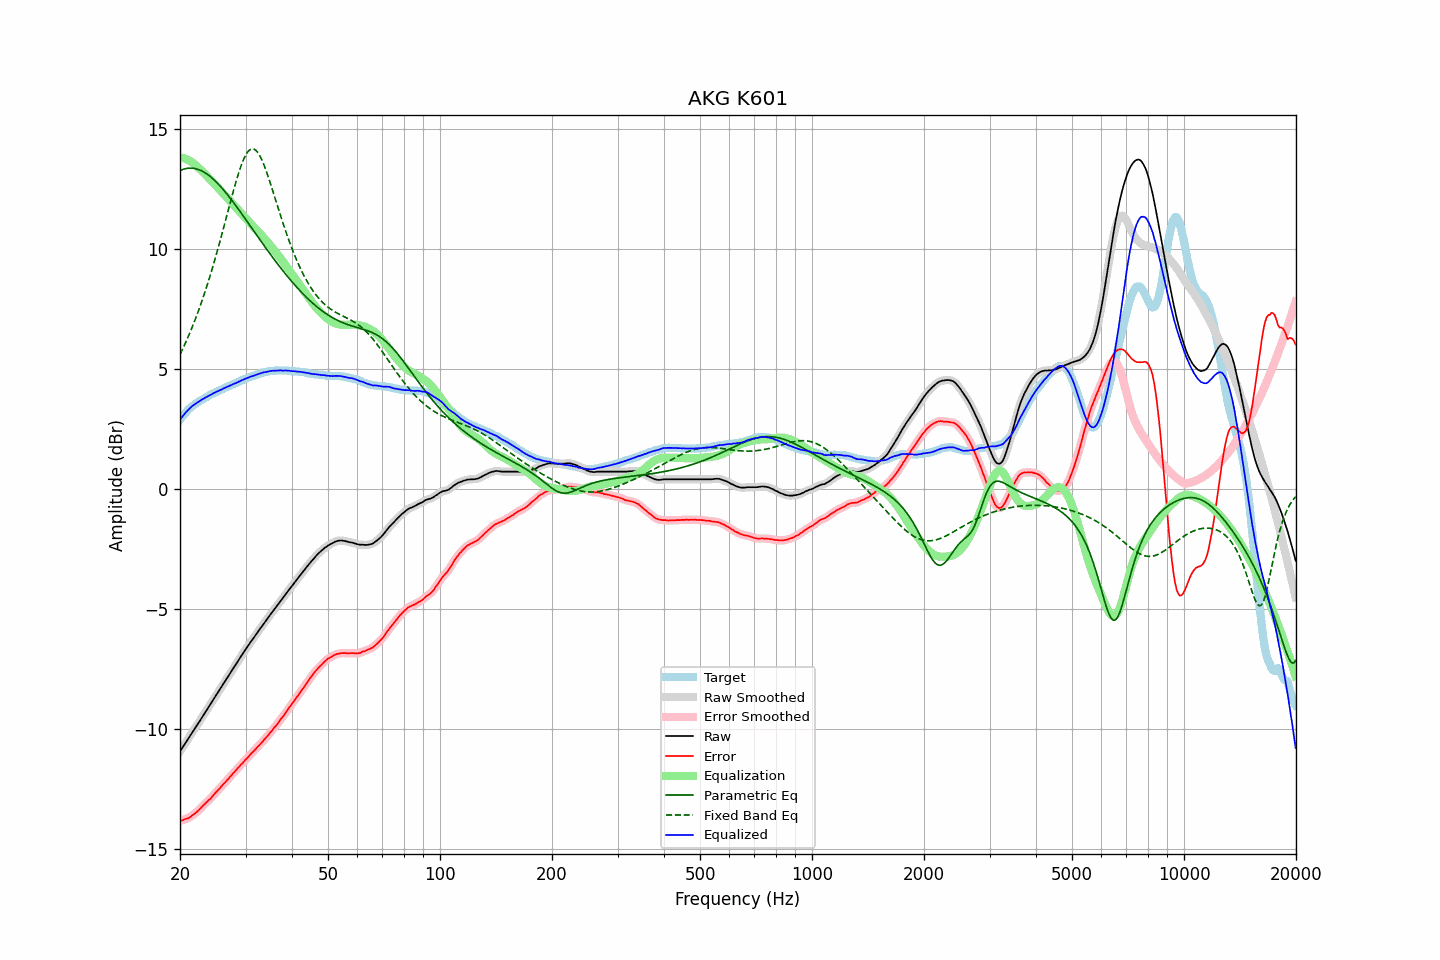 AKG K601
Amplitude (dBr)
15
10
5
0
−5
−10
−15
Target
Raw Smoothed
Error Smoothed
Raw
Error
Equalization
Parametric Eq
Fixed Band Eq
Equalized
20 50 100 200 500 1000 2000 5000 10000 20000
Frequency (Hz)